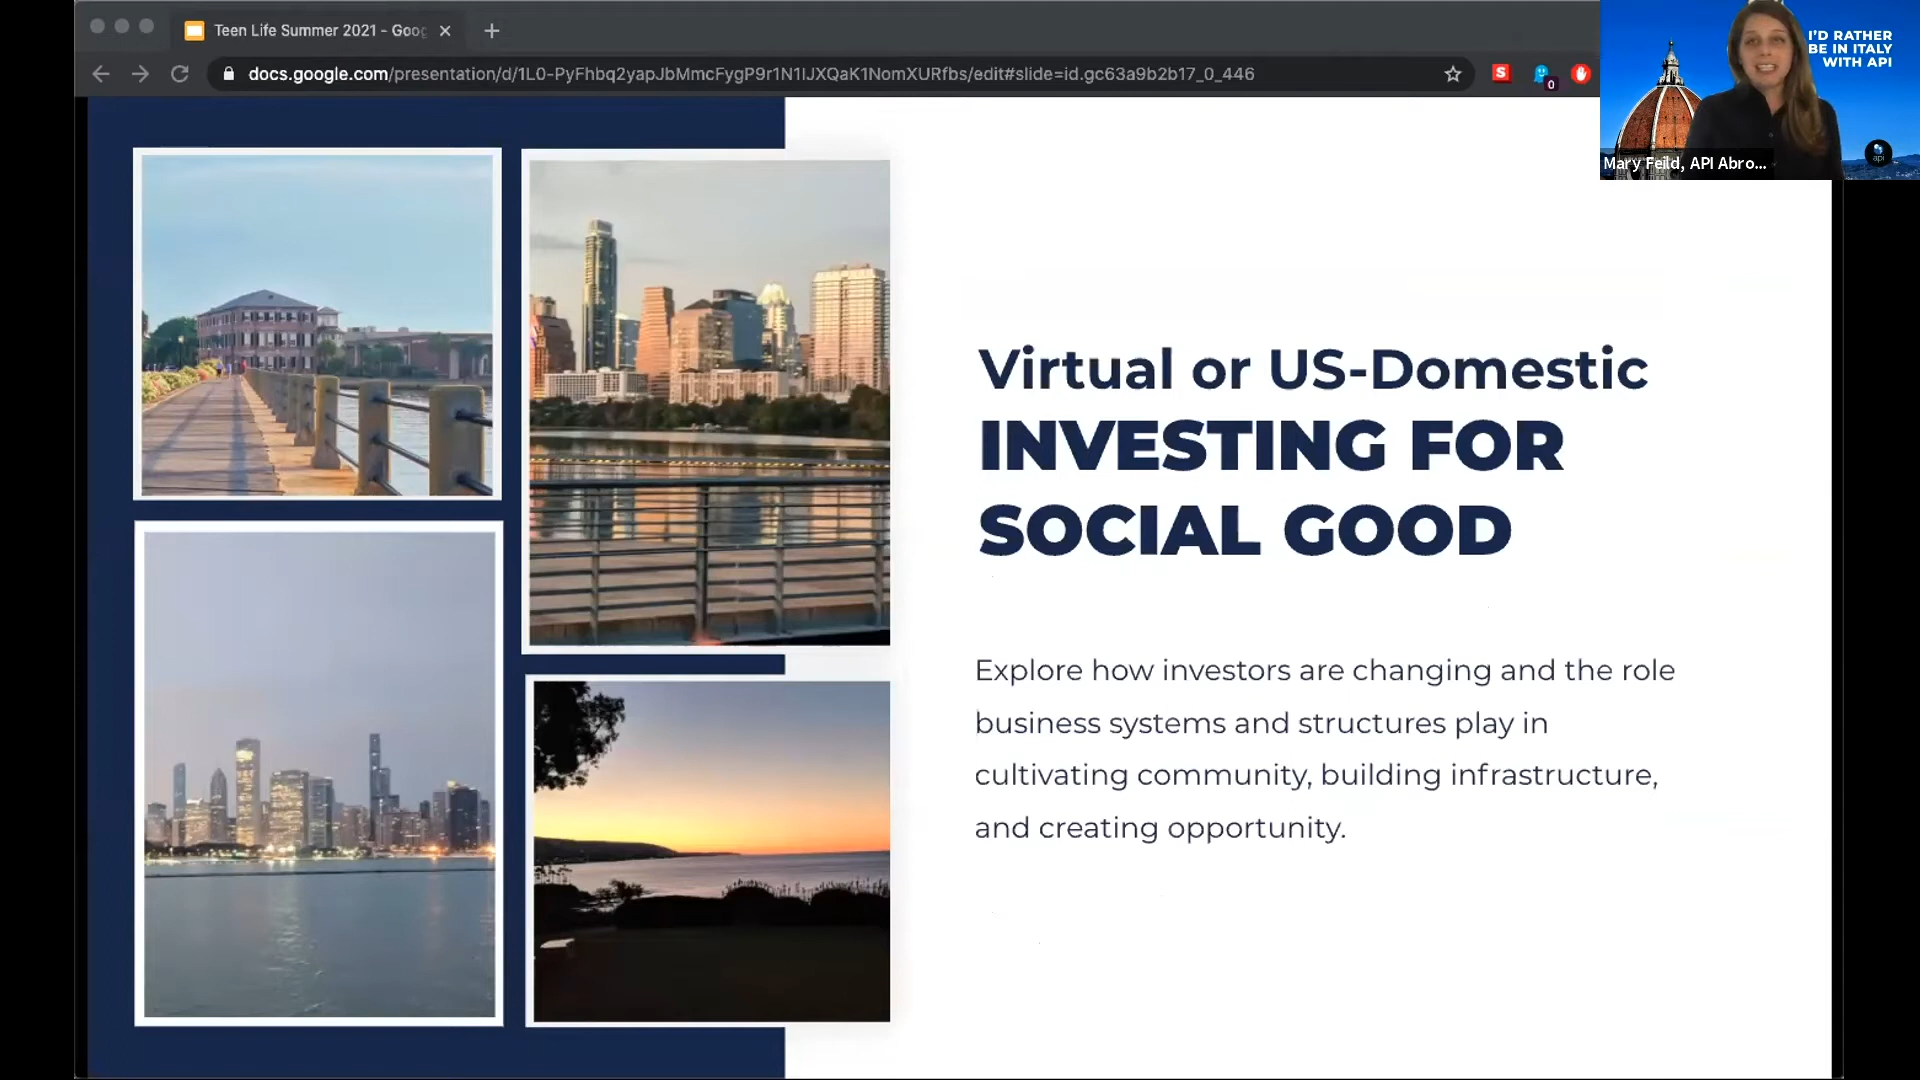 Teen Life Summer 2021 - Goog
docs.google.com/presentation/d/1L0-PyFhbq2yapJbMmcFygP9r1N1IJXQaK1NomXURfbs/edit#slide=id.gc63a9b2b17_0_446
S
0
I'D RATHER
BE IN ITALY
WITH API
Mary Feild, API Abro...
api
Virtual or US-Domestic
INVESTING FOR
SOCIAL GOOD
Explore how investors are changing and the role
business systems and structures play in
cultivating community, building infrastructure,
and creating opportunity.